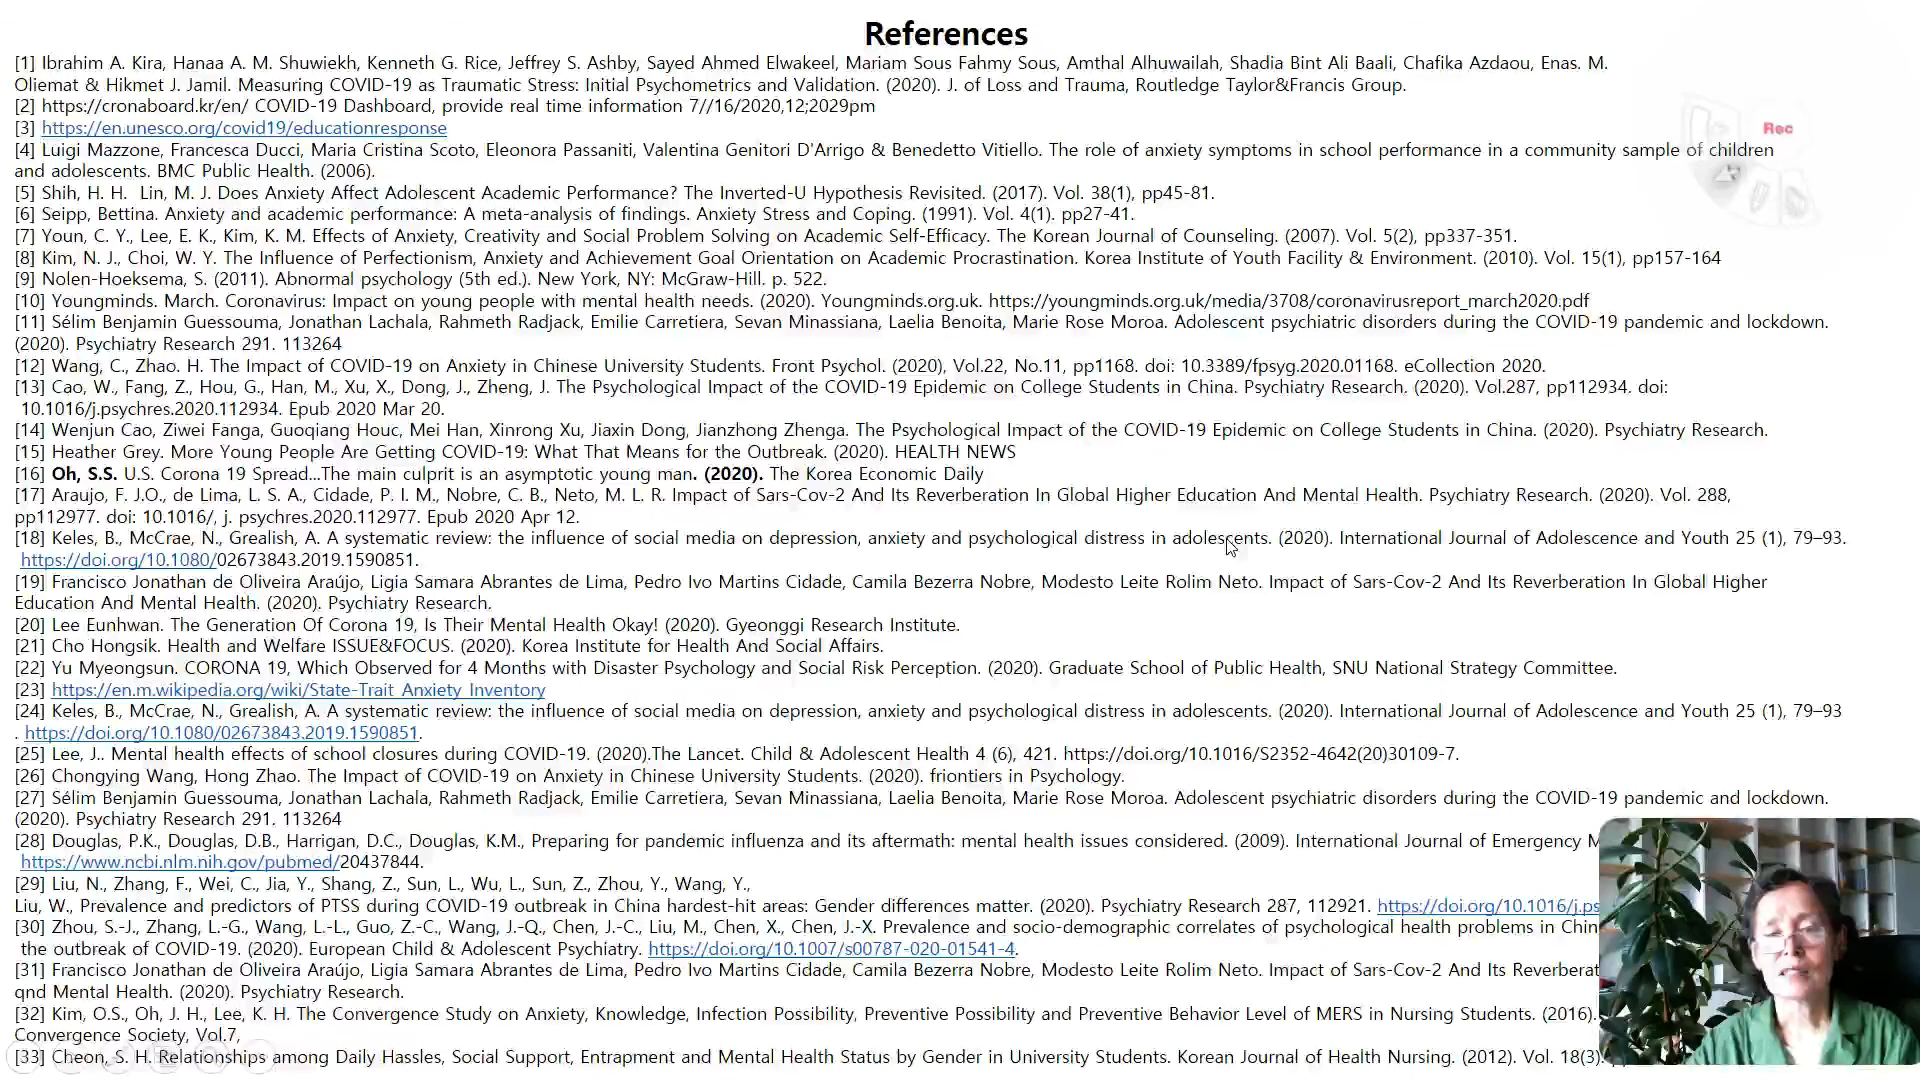 References
[1] Ibrahim A. Kira, Hanaa A. M. Shuwiekh, Kenneth G. Rice, Jeffrey S. Ashby, Sayed Ahmed Elwakeel, Mariam Sous Fahmy Sous, Amthal Alhuwailah, Shadia Bint Ali Baali, Chafika Azdaou, Enas. M.
Oliemat & Hikmet J. Jamil. Measuring COVID-19 as Traumatic Stress: Initial Psychometrics and Validation. (2020). J. of Loss and Trauma, Routledge Taylor&Francis Group.
[2] https://cronaboard.kr/en/ COVID-19 Dashboard, provide real time information 7//16/2020,12;2029pm
[3] https://en.unesco.org/covid19/educationresponse
Rec
[4] Luigi Mazzone, Francesca Ducci, Maria Cristina Scoto, Eleonora Passaniti, Valentina Genitori D'Arrigo & Benedetto Vitiello. The role of anxiety symptoms in school performance in a community sample of children
and adolescents. BMC Public Health. (2006).
[5] Shih, H. H.  Lin, M. J. Does Anxiety Affect Adolescent Academic Performance? The Inverted-U Hypothesis Revisited. (2017). Vol. 38(1), pp45-81.
[6] Seipp, Bettina. Anxiety and academic performance: A meta-analysis of findings. Anxiety Stress and Coping. (1991). Vol. 4(1). pp27-41.
[7] Youn, C. Y., Lee, E. K., Kim, K. M. Effects of Anxiety, Creativity and Social Problem Solving on Academic Self-Efficacy. The Korean Journal of Counseling. (2007). Vol. 5(2), pp337-351.
[8] Kim, N. J., Choi, W. Y. The Influence of Perfectionism, Anxiety and Achievement Goal Orientation on Academic Procrastination. Korea Institute of Youth Facility & Environment. (2010). Vol. 15(1), pp157-164
[9] Nolen-Hoeksema, S. (2011). Abnormal psychology (5th ed.). New York, NY: McGraw-Hill. p. 522.
[10] Youngminds. March. Coronavirus: Impact on young people with mental health needs. (2020). Youngminds.org.uk. https://youngminds.org.uk/media/3708/coronavirusreport_march2020.pdf
[11] Sélim Benjamin Guessouma, Jonathan Lachala, Rahmeth Radjack, Emilie Carretiera, Sevan Minassiana, Laelia Benoita, Marie Rose Moroa. Adolescent psychiatric disorders during the COVID-19 pandemic and lockdown.
(2020). Psychiatry Research 291. 113264
[12] Wang, C., Zhao. H. The Impact of COVID-19 on Anxiety in Chinese University Students. Front Psychol. (2020), Vol.22, No.11, pp1168. doi: 10.3389/fpsyg.2020.01168. eCollection 2020.
[13] Cao, W., Fang, Z., Hou, G., Han, M., Xu, X., Dong, J., Zheng, J. The Psychological Impact of the COVID-19 Epidemic on College Students in China. Psychiatry Research. (2020). Vol.287, pp112934. doi:
10.1016/j.psychres.2020.112934. Epub 2020 Mar 20.
[14] Wenjun Cao, Ziwei Fanga, Guoqiang Houc, Mei Han, Xinrong Xu, Jiaxin Dong, Jianzhong Zhenga. The Psychological Impact of the COVID-19 Epidemic on College Students in China. (2020). Psychiatry Research.
[15] Heather Grey. More Young People Are Getting COVID-19: What That Means for the Outbreak. (2020). HEALTH NEWS
[16] Oh, S.S. U.S. Corona 19 Spread...The main culprit is an asymptotic young man. (2020). The Korea Economic Daily
[17] Araujo, F. J.O., de Lima, L. S. A., Cidade, P. I. M., Nobre, C. B., Neto, M. L. R. Impact of Sars-Cov-2 And Its Reverberation In Global Higher Education And Mental Health. Psychiatry Research. (2020). Vol. 288,
pp112977. doi: 10.1016/, j. psychres.2020.112977. Epub 2020 Apr 12.
[18] Keles, B., McCrae, N., Grealish, A. A systematic review: the influence of social media on depression, anxiety and psychological distress in adolescents. (2020). International Journal of Adolescence and Youth 25 (1), 79–93.
https://doi.org/10.1080/02673843.2019.1590851.
[19] Francisco Jonathan de Oliveira Araújo, Ligia Samara Abrantes de Lima, Pedro Ivo Martins Cidade, Camila Bezerra Nobre, Modesto Leite Rolim Neto. Impact of Sars-Cov-2 And Its Reverberation In Global Higher
Education And Mental Health. (2020). Psychiatry Research.
[20] Lee Eunhwan. The Generation Of Corona 19, Is Their Mental Health Okay! (2020). Gyeonggi Research Institute.
[21] Cho Hongsik. Health and Welfare ISSUE&FOCUS. (2020). Korea Institute for Health And Social Affairs.
[22] Yu Myeongsun. CORONA 19, Which Observed for 4 Months with Disaster Psychology and Social Risk Perception. (2020). Graduate School of Public Health, SNU National Strategy Committee.
[23] https://en.m.wikipedia.org/wiki/State-Trait_Anxiety_Inventory
[24] Keles, B., McCrae, N., Grealish, A. A systematic review: the influence of social media on depression, anxiety and psychological distress in adolescents. (2020). International Journal of Adolescence and Youth 25 (1), 79–93
. https://doi.org/10.1080/02673843.2019.1590851.
[25] Lee, J.. Mental health effects of school closures during COVID-19. (2020).The Lancet. Child & Adolescent Health 4 (6), 421. https://doi.org/10.1016/S2352-4642(20)30109-7.
[26] Chongying Wang, Hong Zhao. The Impact of COVID-19 on Anxiety in Chinese University Students. (2020). friontiers in Psychology.
[27] Sélim Benjamin Guessouma, Jonathan Lachala, Rahmeth Radjack, Emilie Carretiera, Sevan Minassiana, Laelia Benoita, Marie Rose Moroa. Adolescent psychiatric disorders during the COVID-19 pandemic and lockdown.
(2020). Psychiatry Research 291. 113264
[28] Douglas, P.K., Douglas, D.B., Harrigan, D.C., Douglas, K.M., Preparing for pandemic influenza and its aftermath: mental health issues considered. (2009). International Journal of Emergency M
https://www.ncbi.nlm.nih.gov/pubmed/20437844.
[29] Liu, N., Zhang, F., Wei, C., Jia, Y., Shang, Z., Sun, L., Wu, L., Sun, Z., Zhou, Y., Wang, Y.,
Liu, W., Prevalence and predictors of PTSS during COVID-19 outbreak in China hardest-hit areas: Gender differences matter. (2020). Psychiatry Research 287, 112921. https://doi.org/10.1016/j.ps
[30] Zhou, S.-J., Zhang, L.-G., Wang, L.-L., Guo, Z.-C., Wang, J.-Q., Chen, J.-C., Liu, M., Chen, X., Chen, J.-X. Prevalence and socio-demographic correlates of psychological health problems in Chin
the outbreak of COVID-19. (2020). European Child & Adolescent Psychiatry. https://doi.org/10.1007/s00787-020-01541-4.
[31] Francisco Jonathan de Oliveira Araújo, Ligia Samara Abrantes de Lima, Pedro Ivo Martins Cidade, Camila Bezerra Nobre, Modesto Leite Rolim Neto. Impact of Sars-Cov-2 And Its Reverberat
qnd Mental Health. (2020). Psychiatry Research.
[32] Kim, O.S., Oh, J. H., Lee, K. H. The Convergence Study on Anxiety, Knowledge, Infection Possibility, Preventive Possibility and Preventive Behavior Level of MERS in Nursing Students. (2016).
Convergence Society, Vol.7,
[33] Cheon, S. H. Relationships among Daily Hassles, Social Support, Entrapment and Mental Health Status by Gender in University Students. Korean Journal of Health Nursing. (2012). Vol. 18(3).